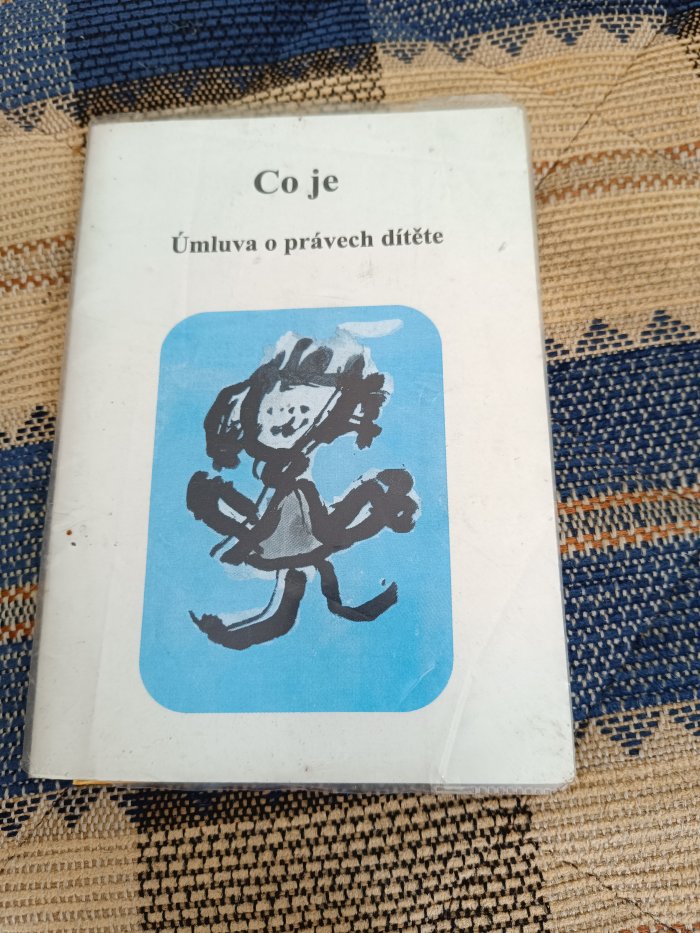 Co je
Úmluva o právech dítěte